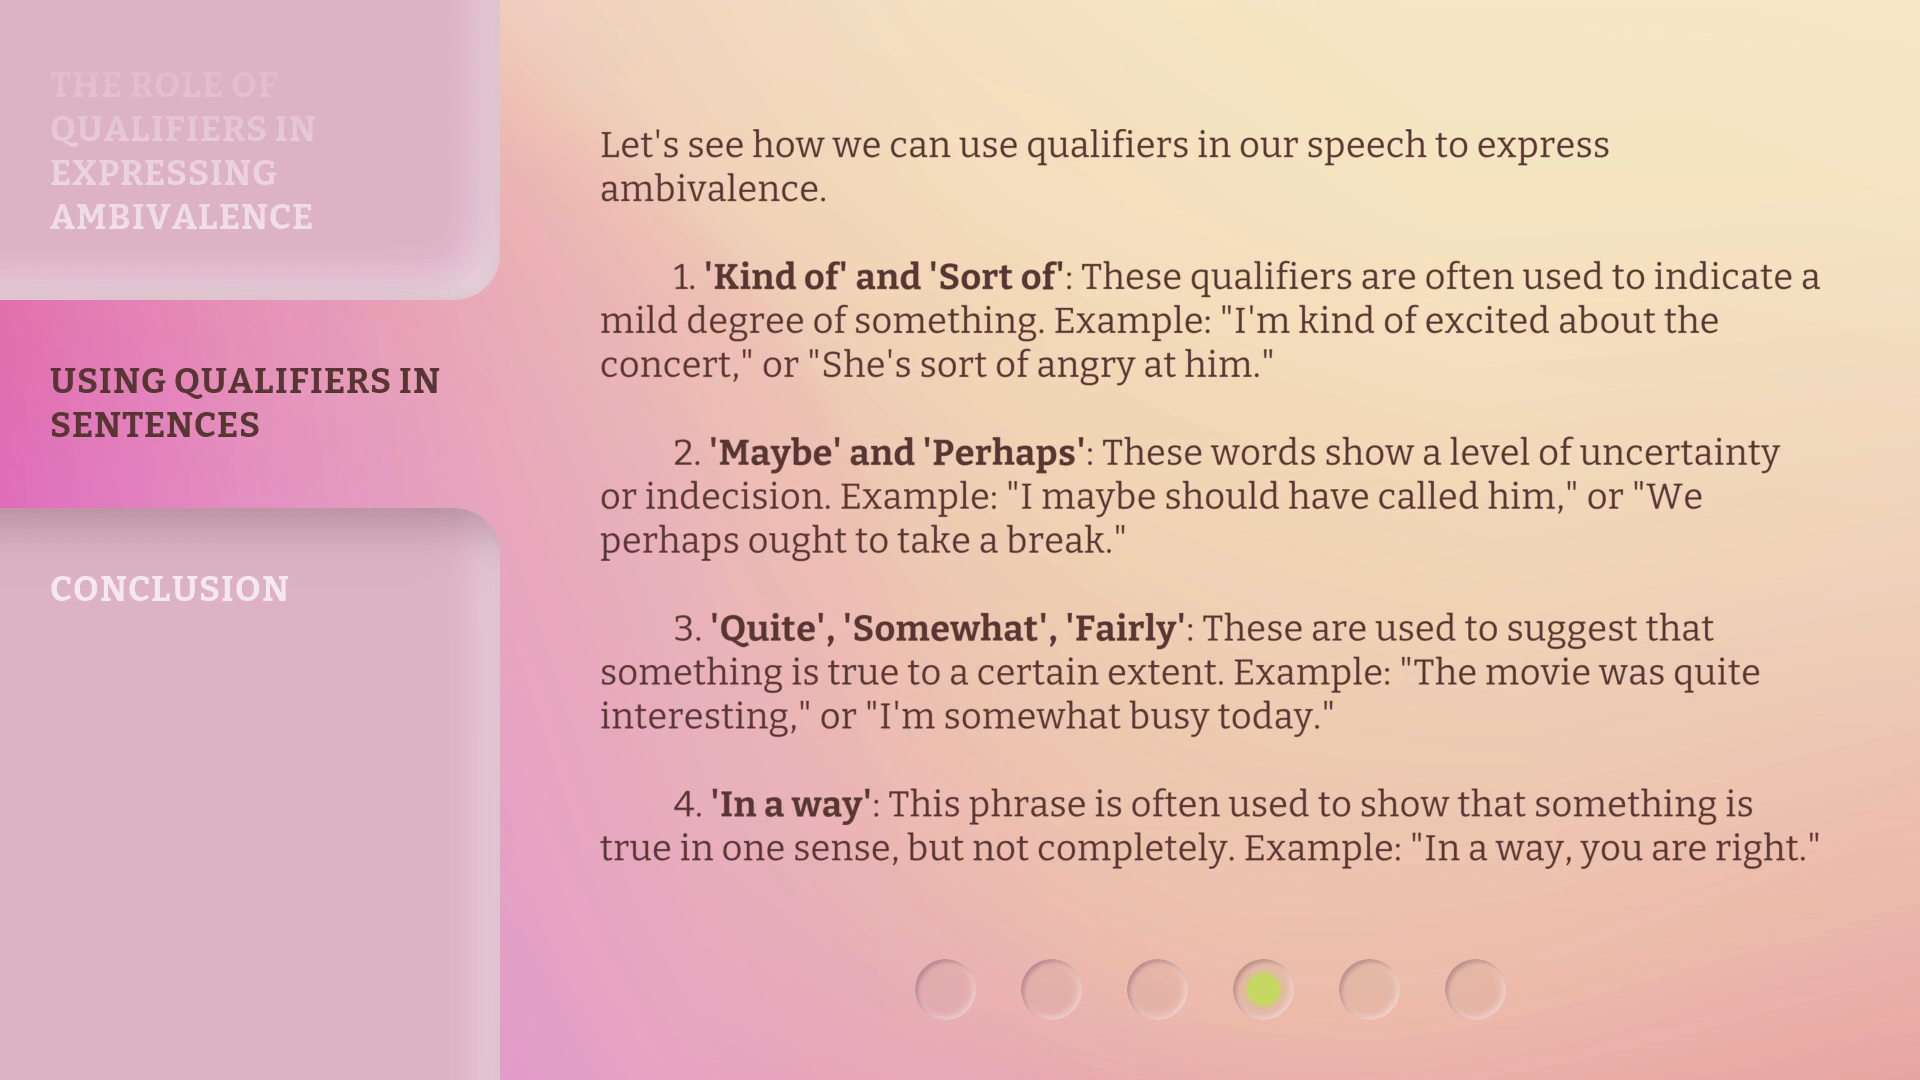 THE ROLE OF
QUALIFIERS IN
EXPRESSING
AMBIVALENCE
USING QUALIFIERS IN
SENTENCES
CONCLUSION
Let's see how we can use qualifiers in our speech to express
ambivalence.
1. 'Kind of' and 'Sort of': These qualifiers are often used to indicate a
mild degree of something. Example: "I'm kind of excited about the
concert," or "She's sort of angry at him."
2. 'Maybe' and 'Perhaps': These words show a level of uncertainty
or indecision. Example: "I maybe should have called him," or "We
perhaps ought to take a break."
3. 'Quite', 'Somewhat', 'Fairly': These are used to suggest that
something is true to a certain extent. Example: "The movie was quite
interesting," or "I'm somewhat busy today."
4. 'In a way': This phrase is often used to show that something is
true in one sense, but not completely. Example: "In a way, you are right."